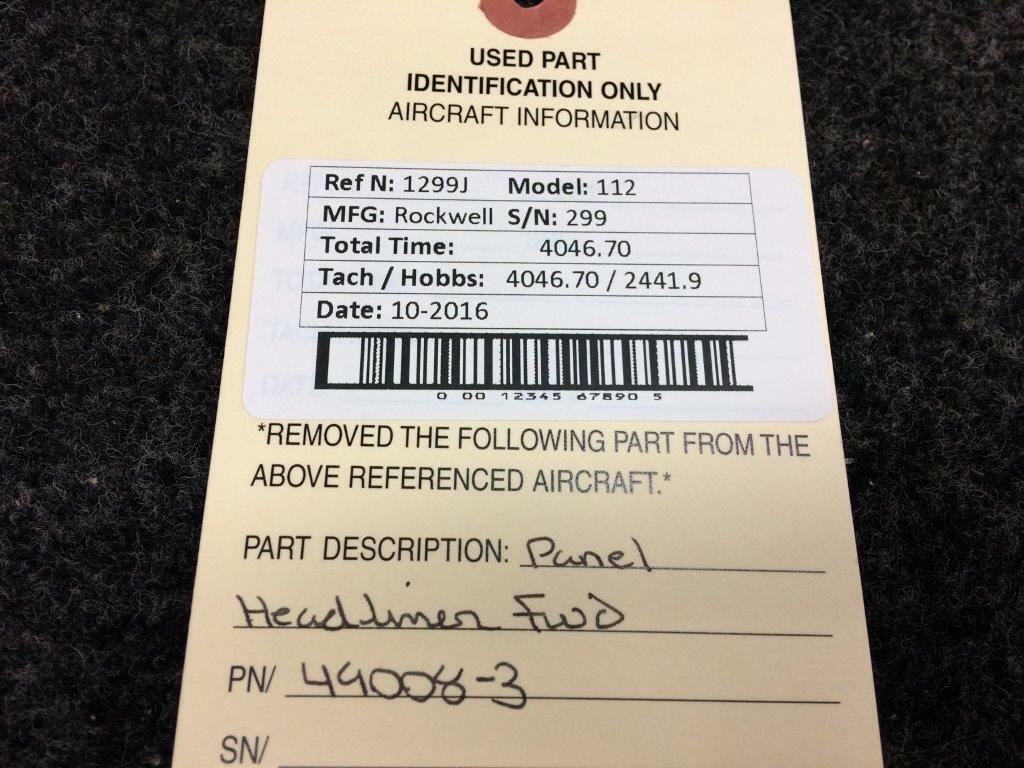 USED PART
IDENTIFICATION ONLY
AIRCRAFT INFORMATION
Ref N: 1299J Model: 112
MFG: Rockwell S/N: 299
Total Time: 4046.70
Tach / Hobbs: 4046.70 / 2441.9
Date: 10-2016
0 00 12345 67890 5
*REMOVED THE FOLLOWING PART FROM THE
ABOVE REFERENCED AIRCRAFT.*
PART DESCRIPTION: Panel
Headliner Fwd
PN/ 49008-3
SN/